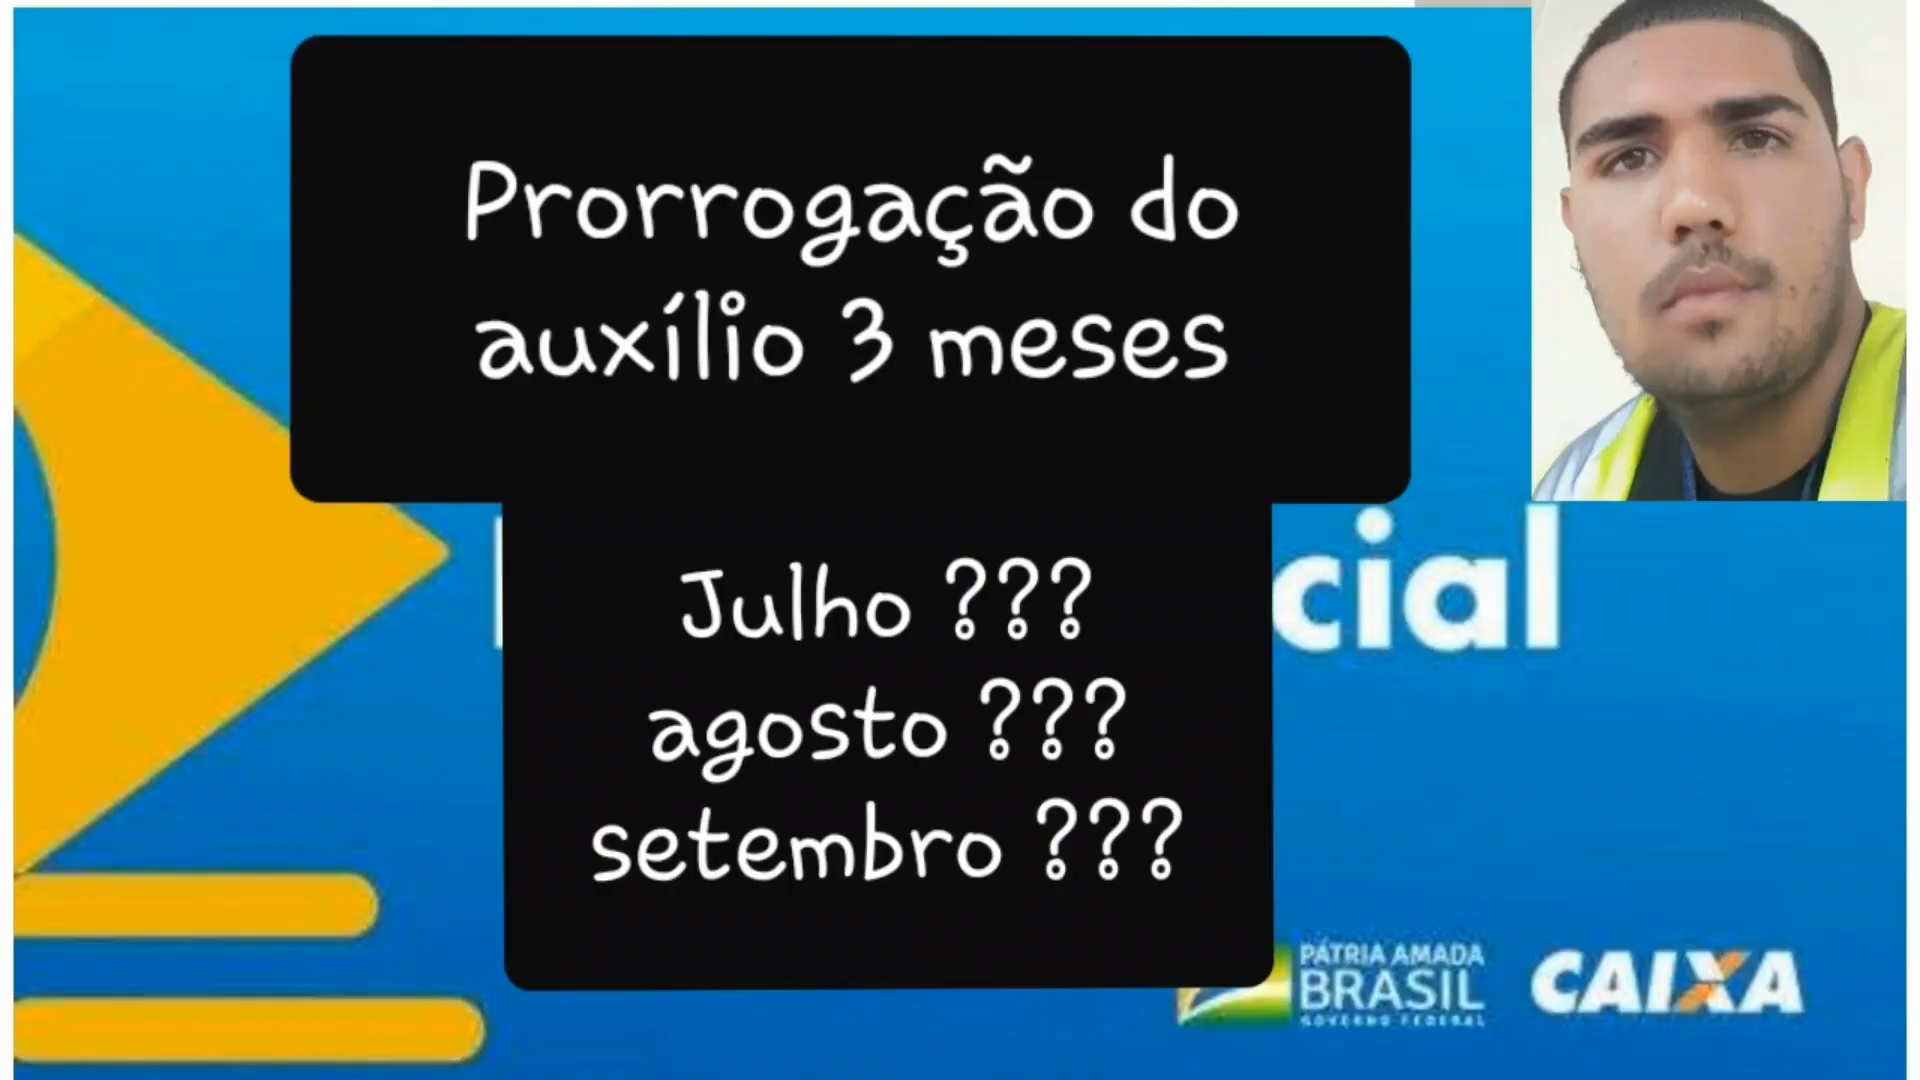 Prorrogação do
auxílio 3 meses
Julho ???
agosto ???
setembro ???
cial
PÁTRIA AMADA
BRASIL
GOVERNO FEDERAL
CAIXA